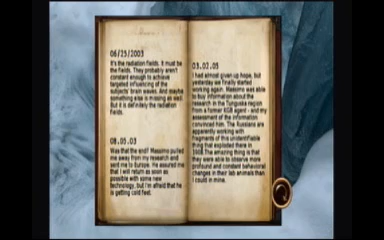 06/23/2003
It's the radiation fields. It must be
the fields. They probably aren't
constant enough to achieve
targeted influencing of the
subjects' brain waves. And maybe
something else is missing as well.
But it is definitely the radiation
fields.
08.05.03
Was that the end? Massimo pulled
me away from my research and
sent me to Europe. He assured me
that I will return as soon as
possible with some new
technology, but I'm afraid that he
is getting cold feet.
03.02.05
I had almost given up hope, but
yesterday we finally started
working again. Massimo was able
to buy information about the
research in the Tunguska region
from a former KGB agent - and my
assessment of the information
convinced him. The Russians are
apparently working with
fragments of this unidentifiable
thing that exploded there in
1908. The amazing thing is that
they were able to observe more
profound and constant behavioral
changes in their lab animals than
I could in mine.